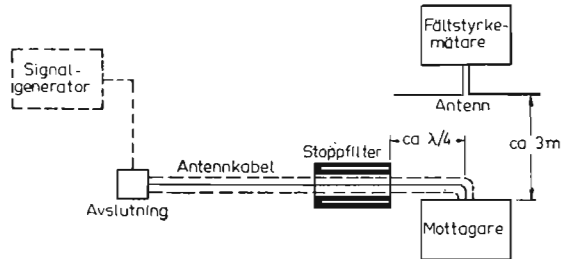 Signal-
generator
Fältstyrke-
mätare
Antenn
ca λ/4
ca 3m
Stoppfilter
Antennkabel
Avslutning
Mottagare